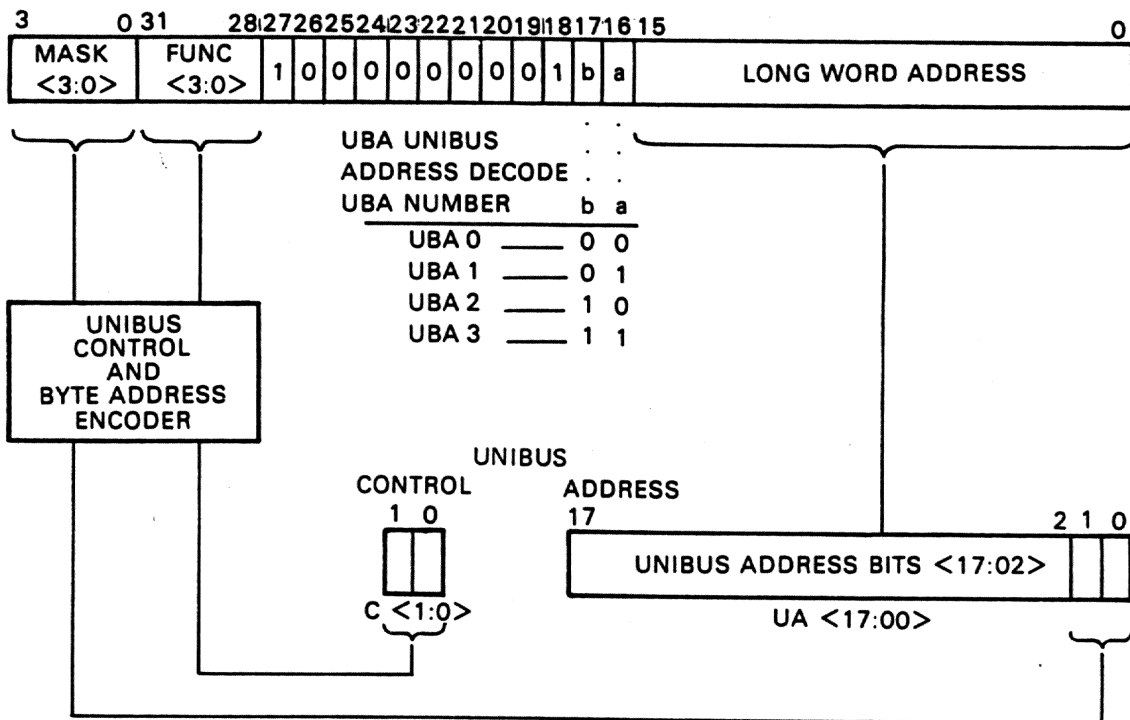 3 0 31 28 27 26 25 24 23 22 21 20 19 18 17 16 15 0
MASK <3:0> FUNC <3:0> 1 0 0 0 0 0 0 0 0 1 b a LONG WORD ADDRESS
UBA UNIBUS
ADDRESS DECODE
UBA NUMBER b a
UBA 0 0 0
UBA 1 0 1
UBA 2 1 0
UBA 3 1 1
UNIBUS
CONTROL
AND
BYTE ADDRESS
ENCODER
UNIBUS
CONTROL ADDRESS
1 0 17 2 1 0
UNIBUS ADDRESS BITS <17:02>
C <1:0> UA <17:00>